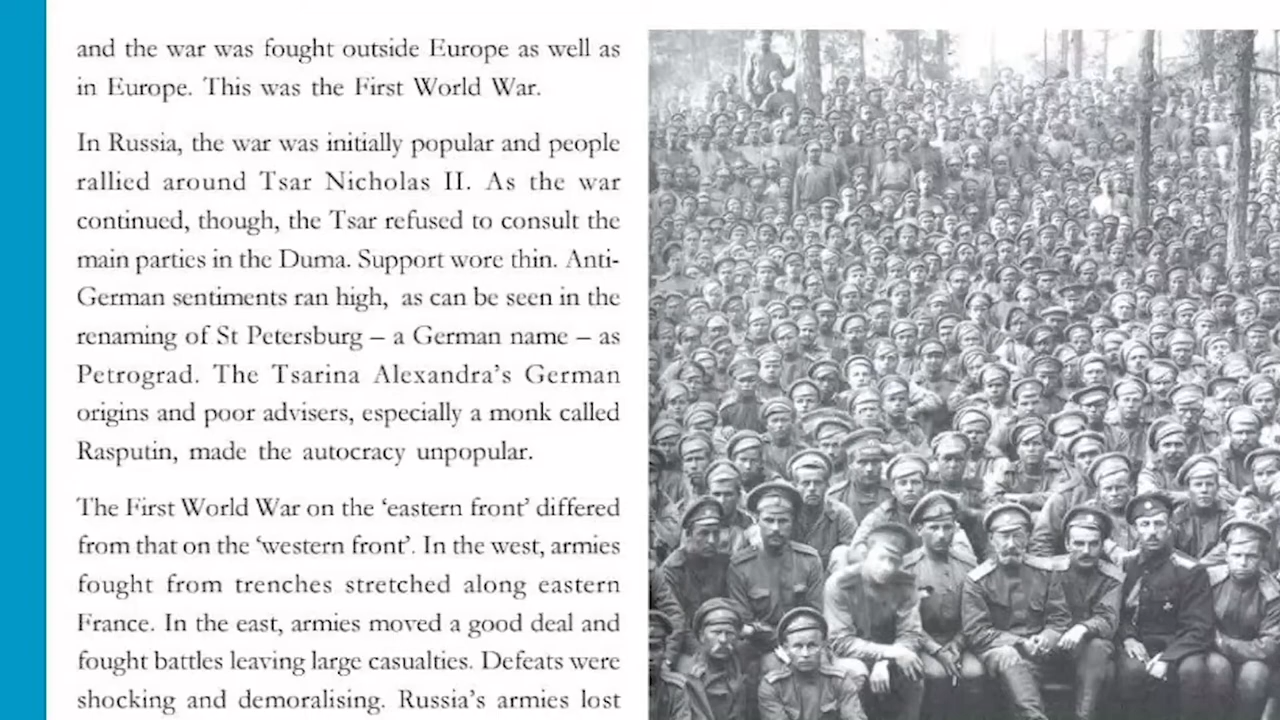 and the war was fought outside Europe as well as
in Europe. This was the First World War.
In Russia, the war was initially popular and people
rallied around Tsar Nicholas II. As the war
continued, though, the Tsar refused to consult the
main parties in the Duma. Support wore thin. Anti-
German sentiments ran high, as can be seen in the
renaming of St Petersburg – a German name – as
Petrograd. The Tsarina Alexandra's German
origins and poor advisers, especially a monk called
Rasputin, made the autocracy unpopular.
The First World War on the ‘eastern front’ differed
from that on the ‘western front’. In the west, armies
fought from trenches stretched along eastern
France. In the east, armies moved a good deal and
fought battles leaving large casualties. Defeats were
shocking and demoralising. Russia's armies lost